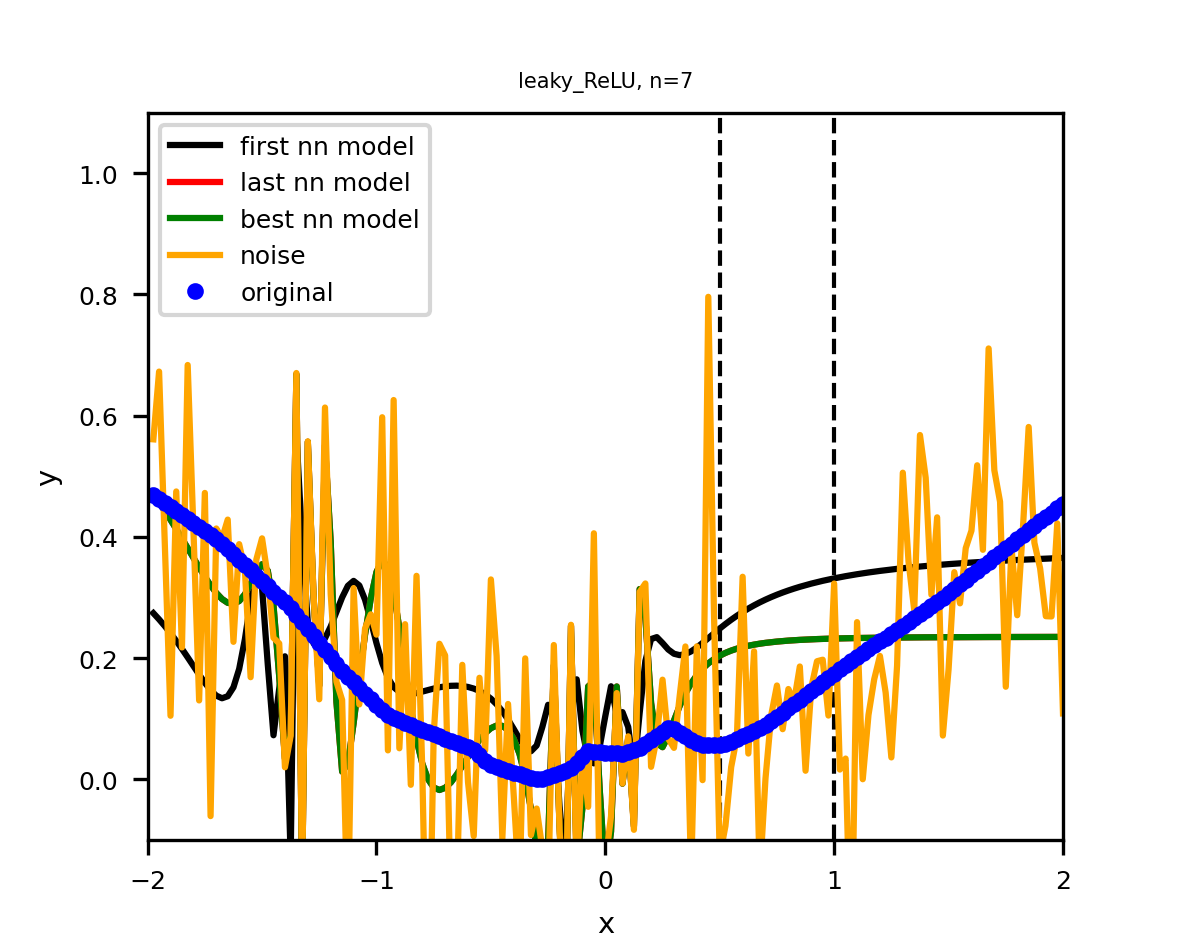 leaky_ReLU, n=7
first nn model
last nn model
best nn model
noise
original
1.0
0.8
0.6
0.4
0.2
0.0
y
−2
−1
0
1
2
x